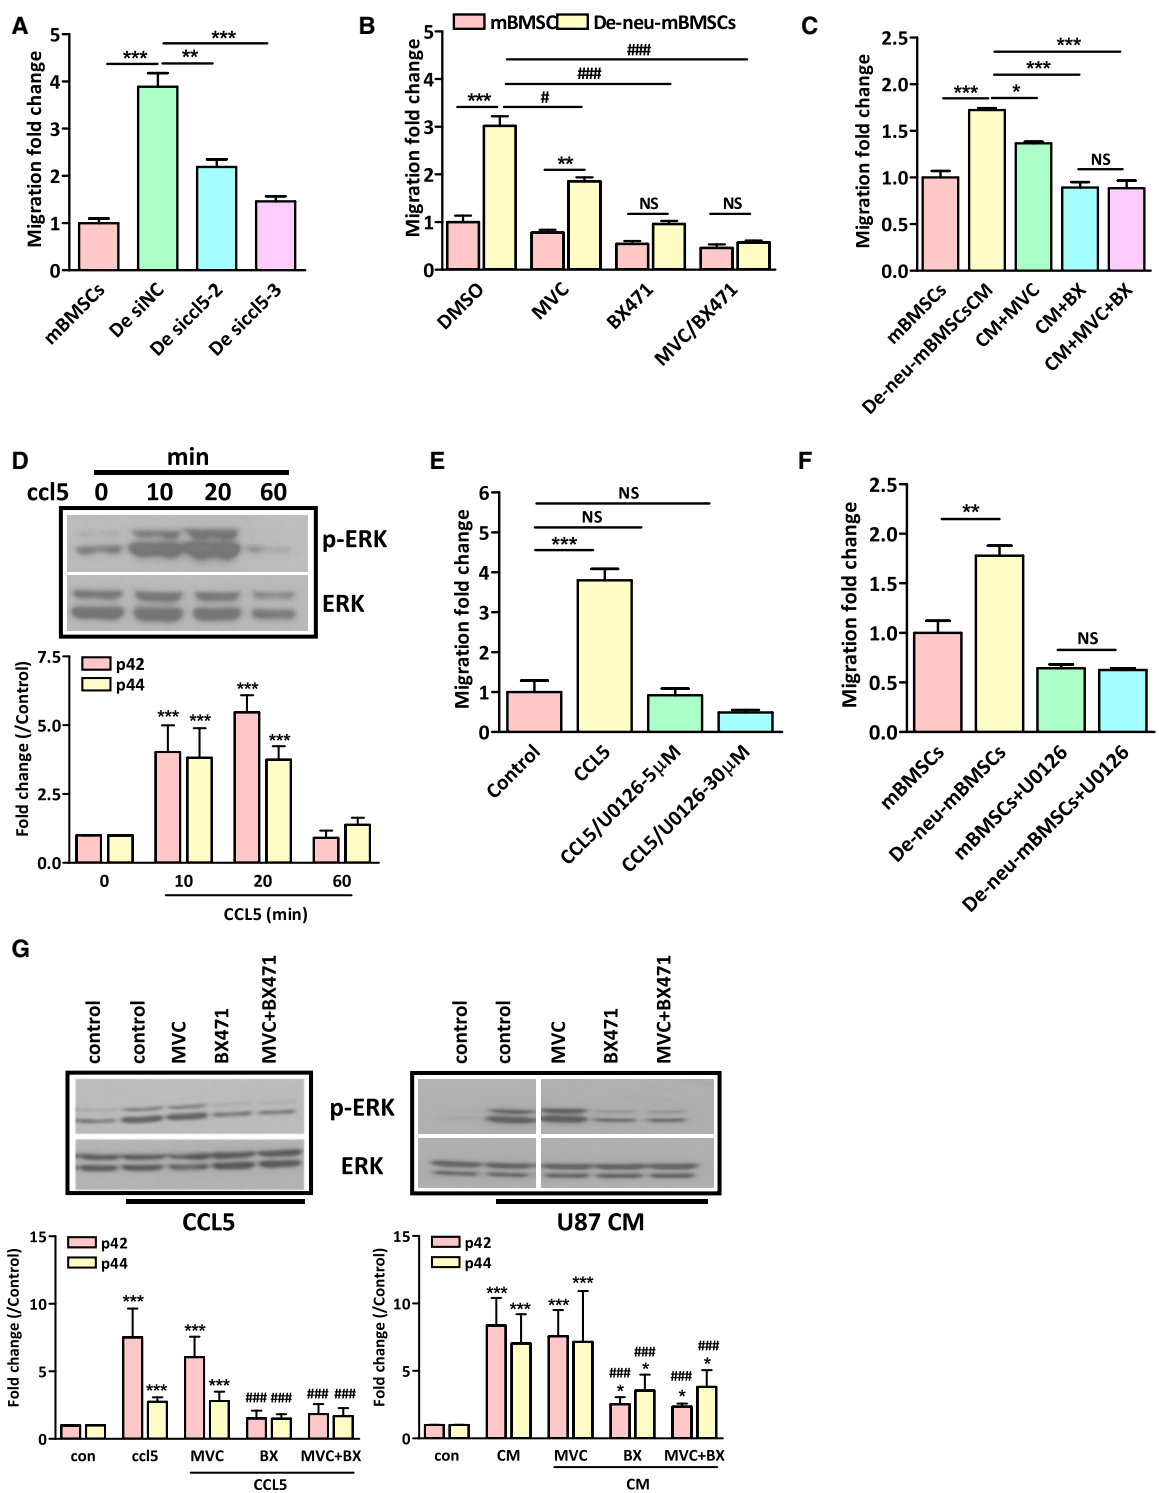 A
Migration fold change
5
4
3
2
1
0
***
***
**
mBMSCs
De siNC
De siccl5-2
De siccl5-3
B
mBMSC
De-neu-mBMSCs
Migration fold change
5
4
3
2
1
0
###
###
***
#
**
NS
NS
DMSO
MVC
BX471
MVC/BX471
C
Migration fold change
2.5
2.0
1.5
1.0
0.5
0.0
***
***
***
*
NS
mBMSCs
De-neu-mBMSCsCM
CM+MVC
CM+BX
CM+MVC+BX
D
min
ccl5 0 10 20 60
p-ERK
ERK
Fold change (/Control)
7.5
5.0
2.5
0.0
p42
p44
***
***
***
***
0 10 20 60
CCL5 (min)
E
Migration fold change
6
5
4
3
2
1
0
NS
NS
***
Control
CCL5
CCL5/U0126-5μM
CCL5/U0126-30μM
F
Migration fold change
2.5
2.0
1.5
1.0
0.5
0.0
**
NS
mBMSCs
De-neu-mBMSCs
mBMSCs+U0126
De-neu-mBMSCs+U0126
G
control
control
MVC
BX471
MVC+BX471
control
control
MVC
BX471
MVC+BX471
p-ERK
ERK
CCL5
U87 CM
Fold change (/Control)
15
10
5
0
p42
p44
***
***
***
***
### ###
### ###
con ccl5 MVC BX MVC+BX
CCL5
Fold change (/Control)
15
10
5
0
p42
p44
***
***
***
***
###
*
###
*
###
*
###
*
con CM MVC BX MVC+BX
CM